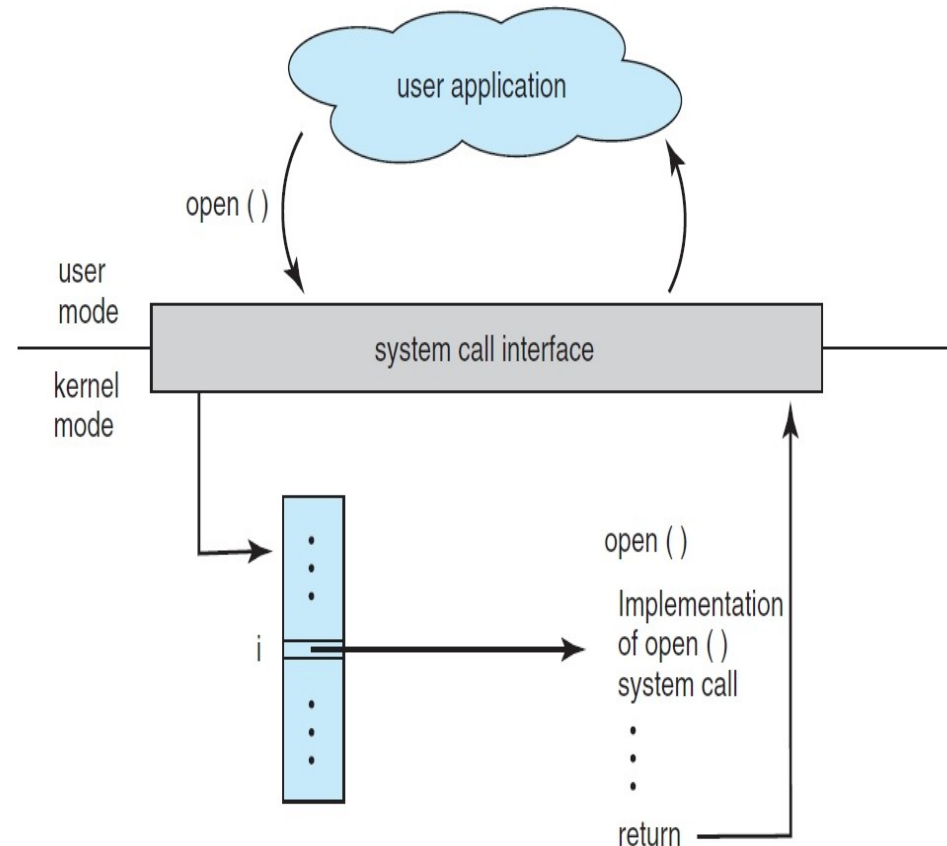 user application
open ( )
user
mode
system call interface
kernel
mode
open ( )
Implementation
of open ( )
system call
i
return